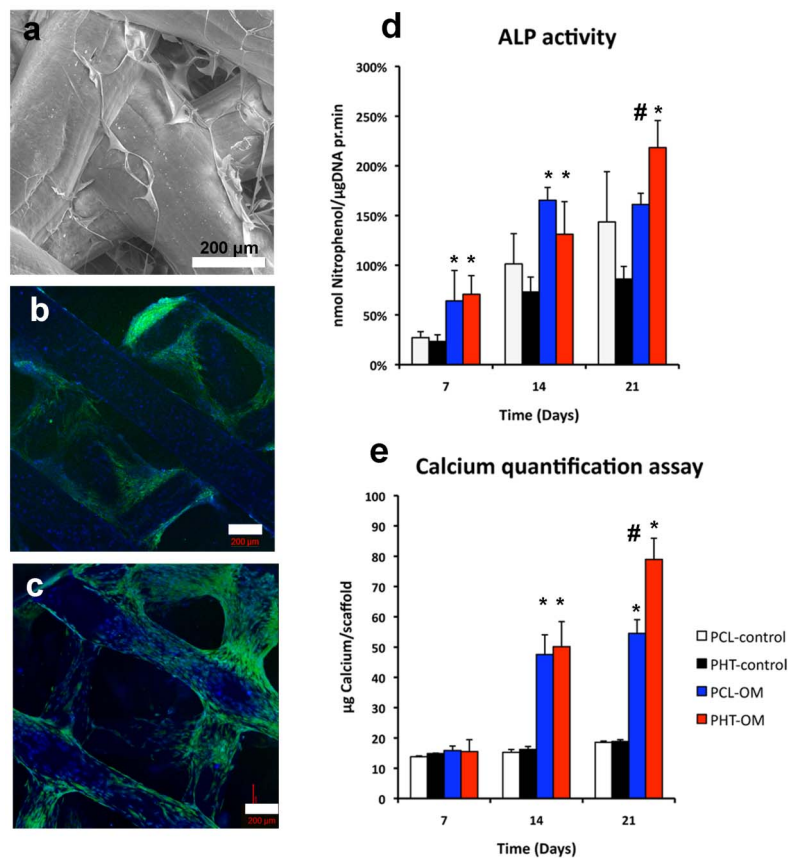 a
200 µm
b
200 µm
c
200 µm
d
ALP activity
nmol Nitrophenol/µgDNA pr.min
300%
250%
200%
150%
100%
50%
0%
* *
* *
# *
7 14 21
Time (Days)
e
Calcium quantification assay
µg Calcium/scaffold
100
90
80
70
60
50
40
30
20
10
0
* *
# *
*
7 14 21
Time (Days)
PCL-control
PHT-control
PCL-OM
PHT-OM